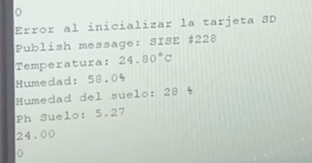 0
Error al inicializar la tarjeta SD
Publish message: SISE #228
Temperatura: 24.80°C
Humedad: 58.0%
Humedad del suelo: 28 %
Ph Suelo: 5.27
24.00
0